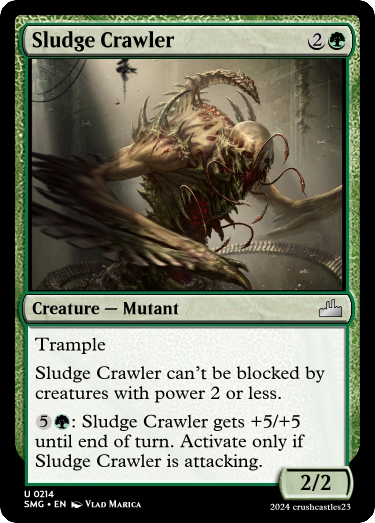 Sludge Crawler 2
Creature — Mutant
Trample
Sludge Crawler can't be blocked by
creatures with power 2 or less.
5 : Sludge Crawler gets +5/+5
until end of turn. Activate only if
Sludge Crawler is attacking.
2/2
U 0214
SMG • EN Vlad Marica
2024 crushcastles23